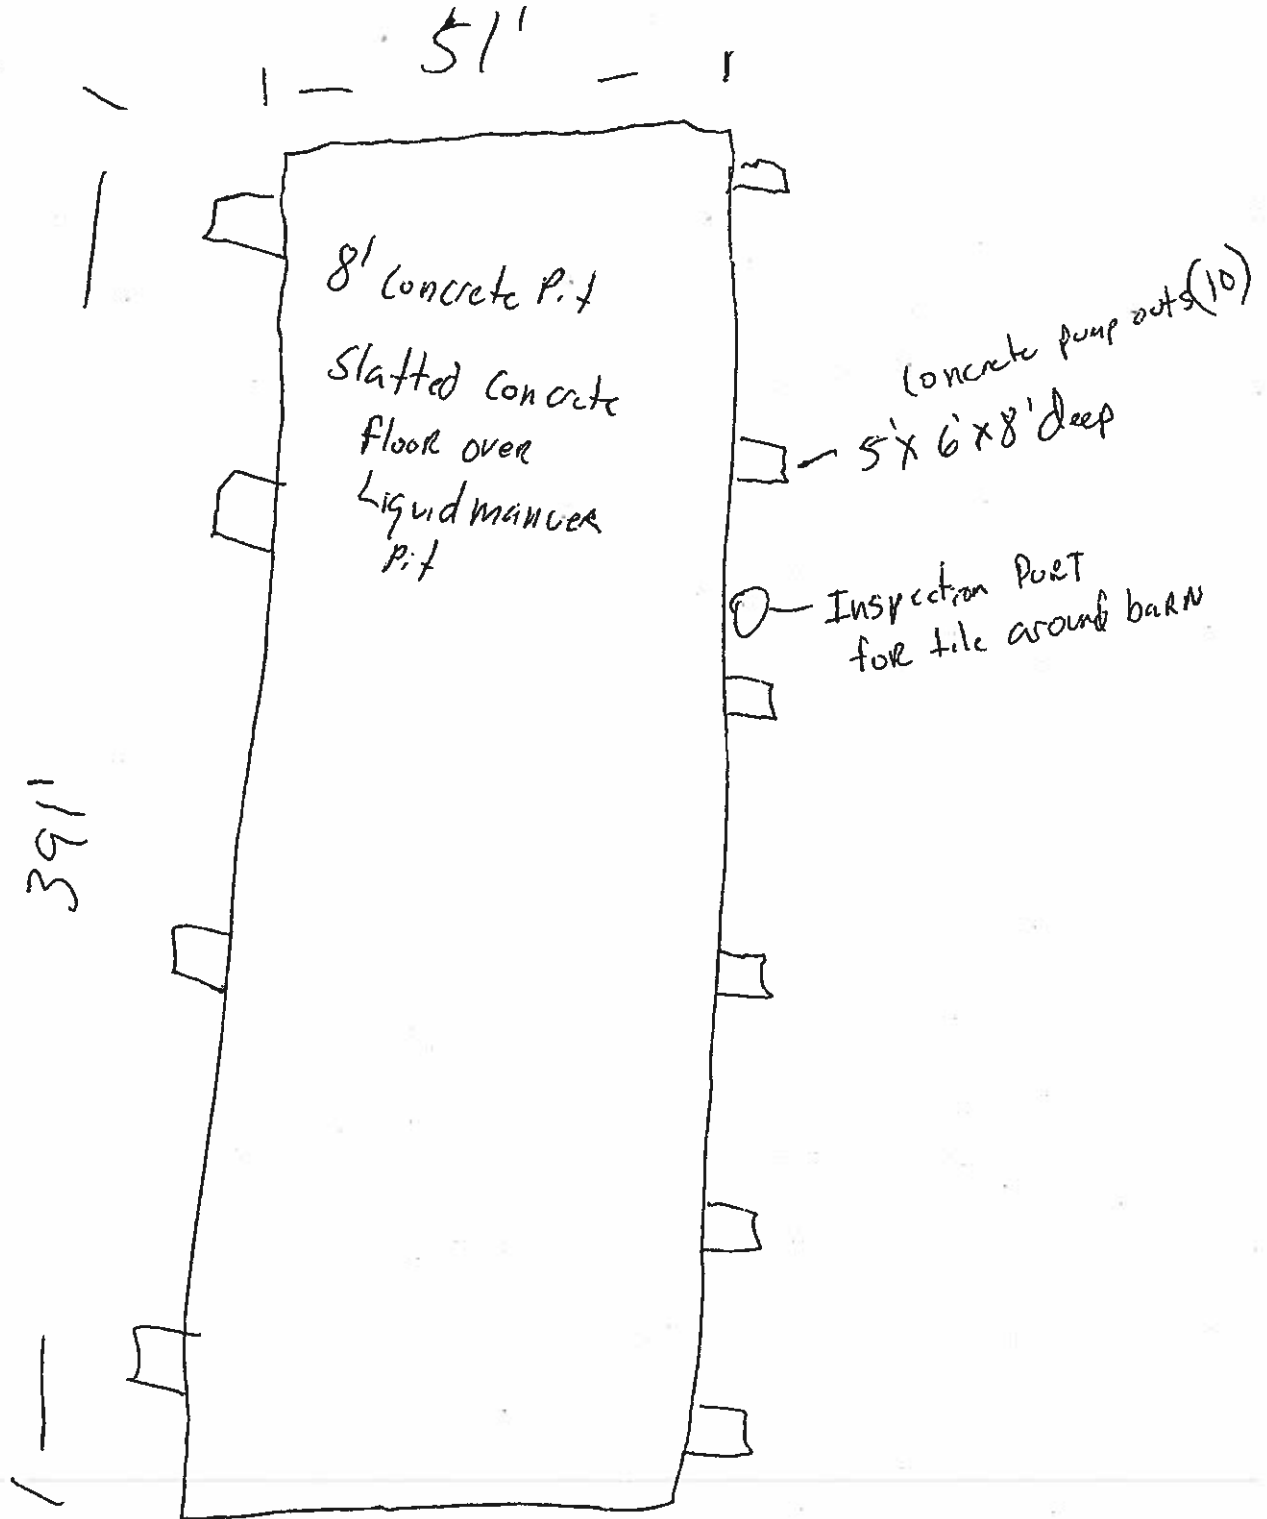 51'
8' Concrete Pit
Slatted Concrete
floor over
Liquid manuer
Pit
Concrete pump outs (10)
5' x 6' x 8' deep
Inspection Port
for tile around barn
391'